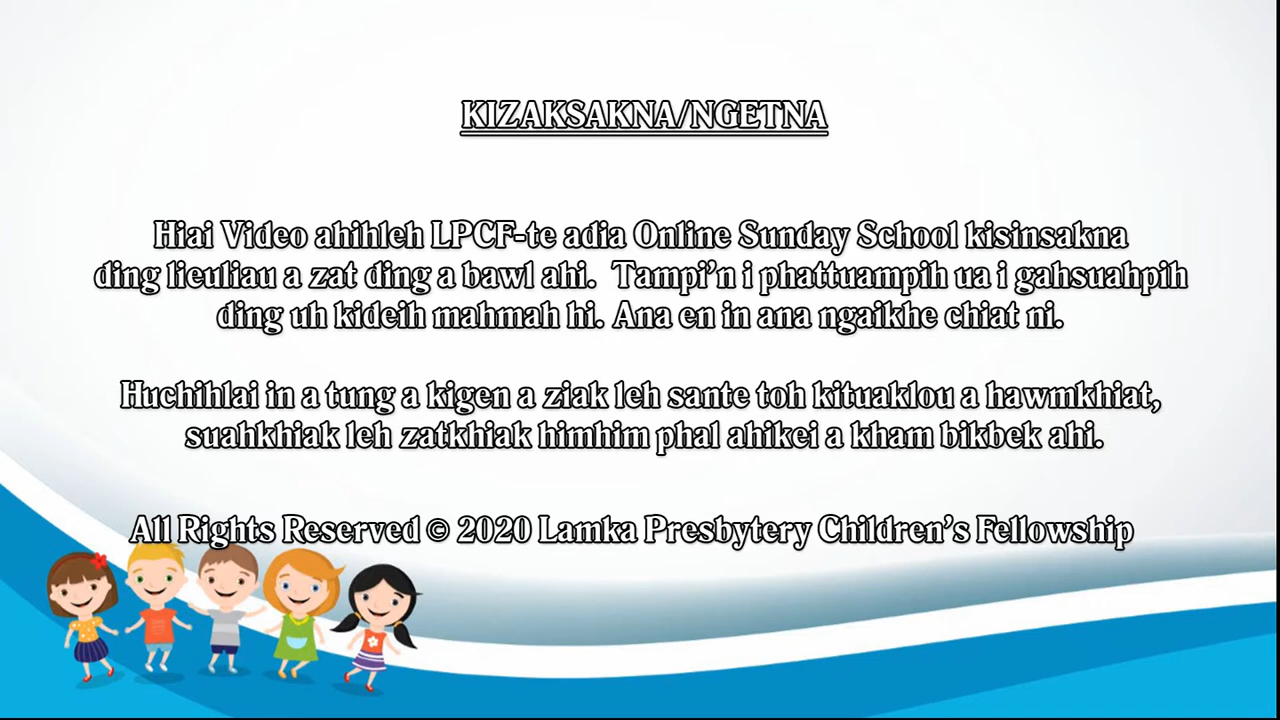 KIZAKSAKNA/NGETNA
Hiai Video ahihleh LPCF-te adia Online Sunday School kisinsakna
ding lieuliau a zat ding a bawl ahi. Tampi'n i phattuampih ua i gahsuahpih
ding uh kideih mahmah hi. Ana en in ana ngaikhe chiat ni.
Huchihlai in a tung a kigen a ziak leh sante toh kituaklou a hawmkhiat,
suahkhiak leh zatkhiak himhim phal ahikei a kham bikbek ahi.
All Rights Reserved © 2020 Lamka Presbytery Children's Fellowship